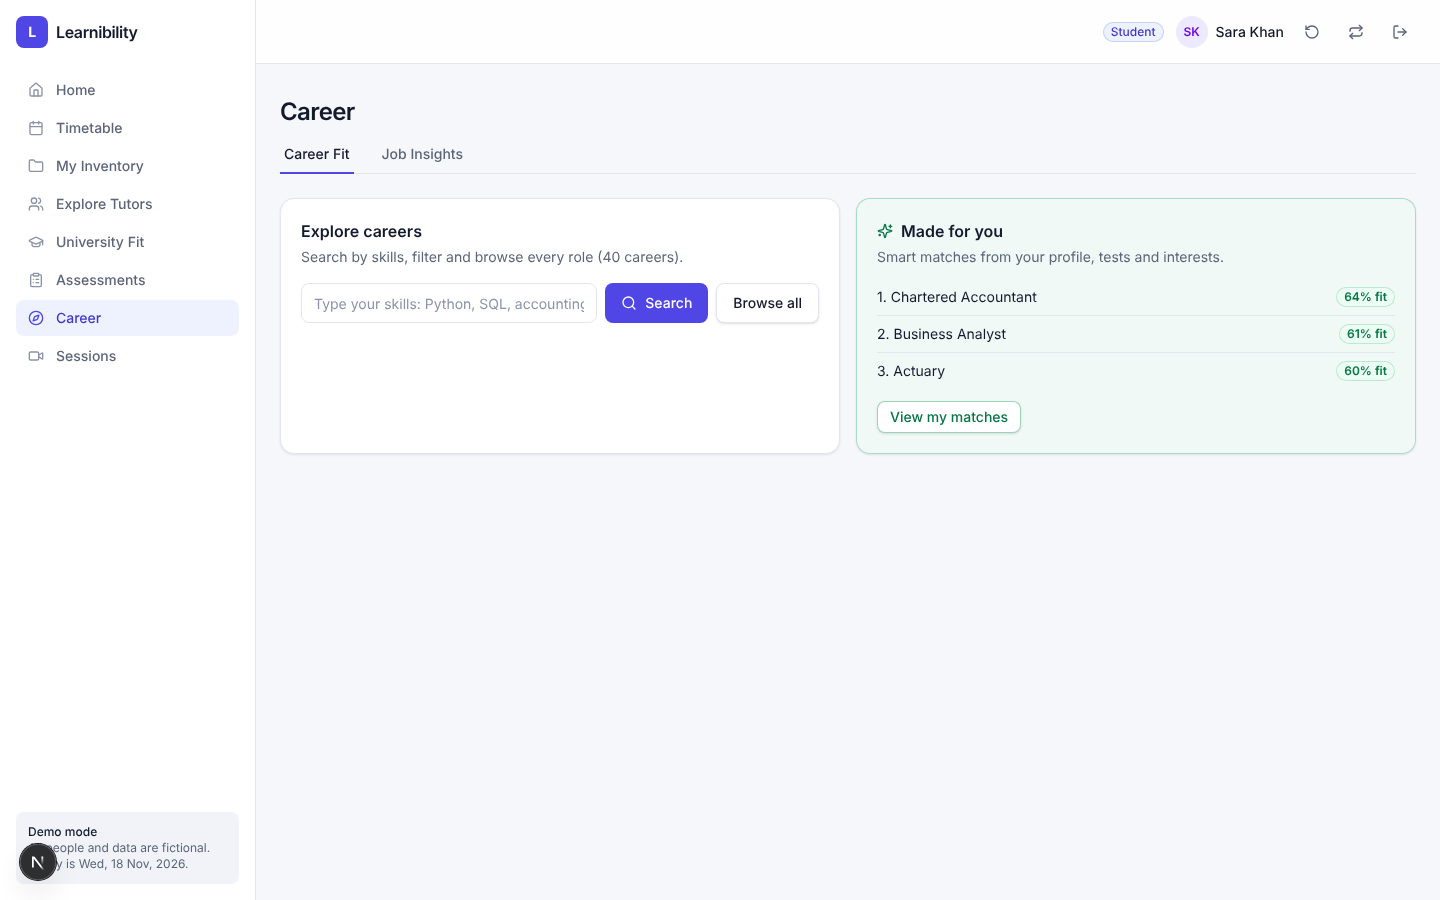 L Learnibility
Student SK Sara Khan
Home
Timetable
My Inventory
Explore Tutors
University Fit
Assessments
Career
Sessions
Career
Career Fit Job Insights
Explore careers
Search by skills, filter and browse every role (40 careers).
Type your skills: Python, SQL, accounting
Search
Browse all
Made for you
Smart matches from your profile, tests and interests.
1. Chartered Accountant 64% fit
2. Business Analyst 61% fit
3. Actuary 60% fit
View my matches
Demo mode
people and data are fictional.
N
is Wed, 18 Nov, 2026.